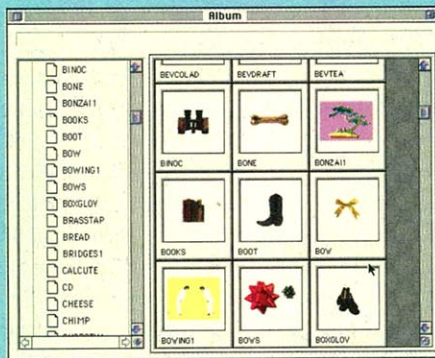 Album
BINOC
BONE
BONZAI1
BOOKS
BOOT
BOW
BOWING1
BOWS
BOXGLOV
BRASSTAP
BREAD
BRIDGES1
CALCUTE
CD
CHEESE
CHIMP
BEVCOLAD BEVDRAFT BEVTEA
BINOC BONE BONZAI1
BOOKS BOOT BOW
BOWING1 BOWS BOXGLOV